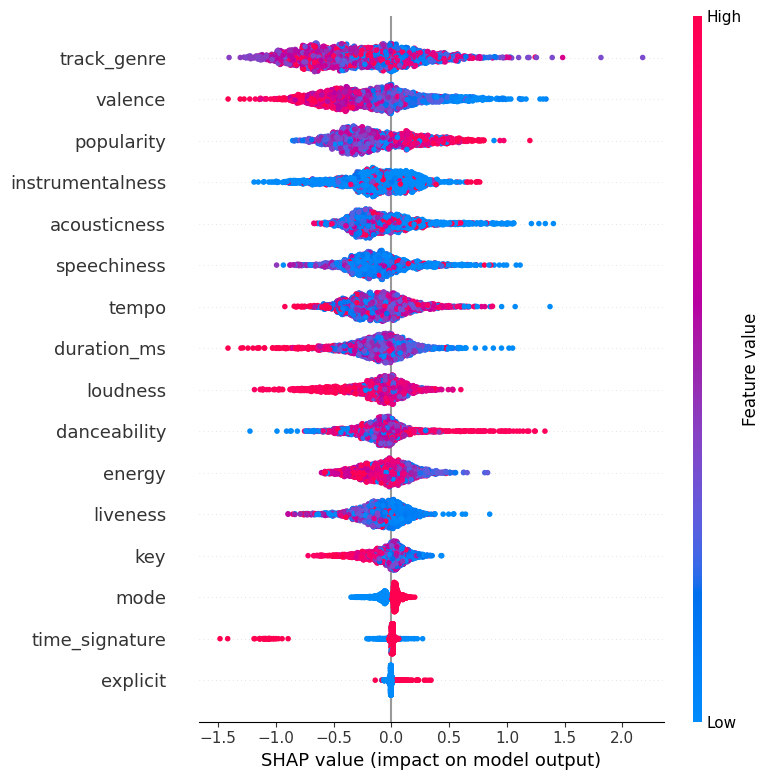 High
track_genre
valence
popularity
instrumentalness
acousticness
speechiness
tempo
duration_ms
loudness
danceability
energy
liveness
key
mode
time_signature
explicit
Feature value
Low
−1.5 −1.0 −0.5 0.0 0.5 1.0 1.5 2.0
SHAP value (impact on model output)